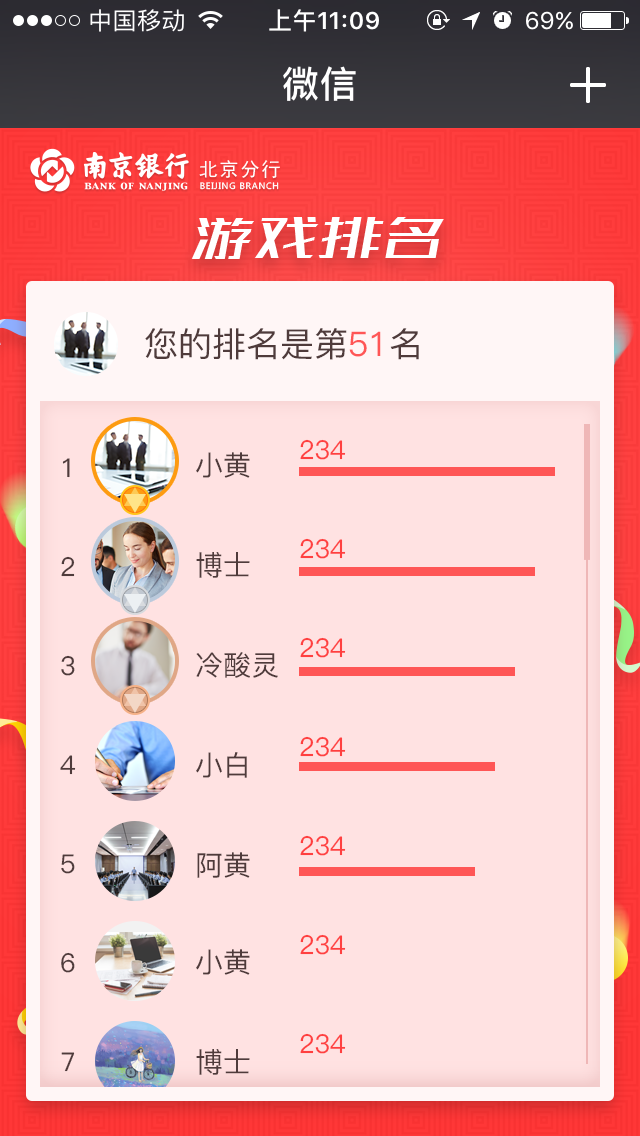 中国移动 上午11:09 69%
微信
南京银行 北京分行
BANK OF NANJING BEIJING BRANCH
游戏排名
您的排名是第51名
1 小黄 234
2 博士 234
3 冷酸灵 234
4 小白 234
5 阿黄 234
6 小黄 234
7 博士 234